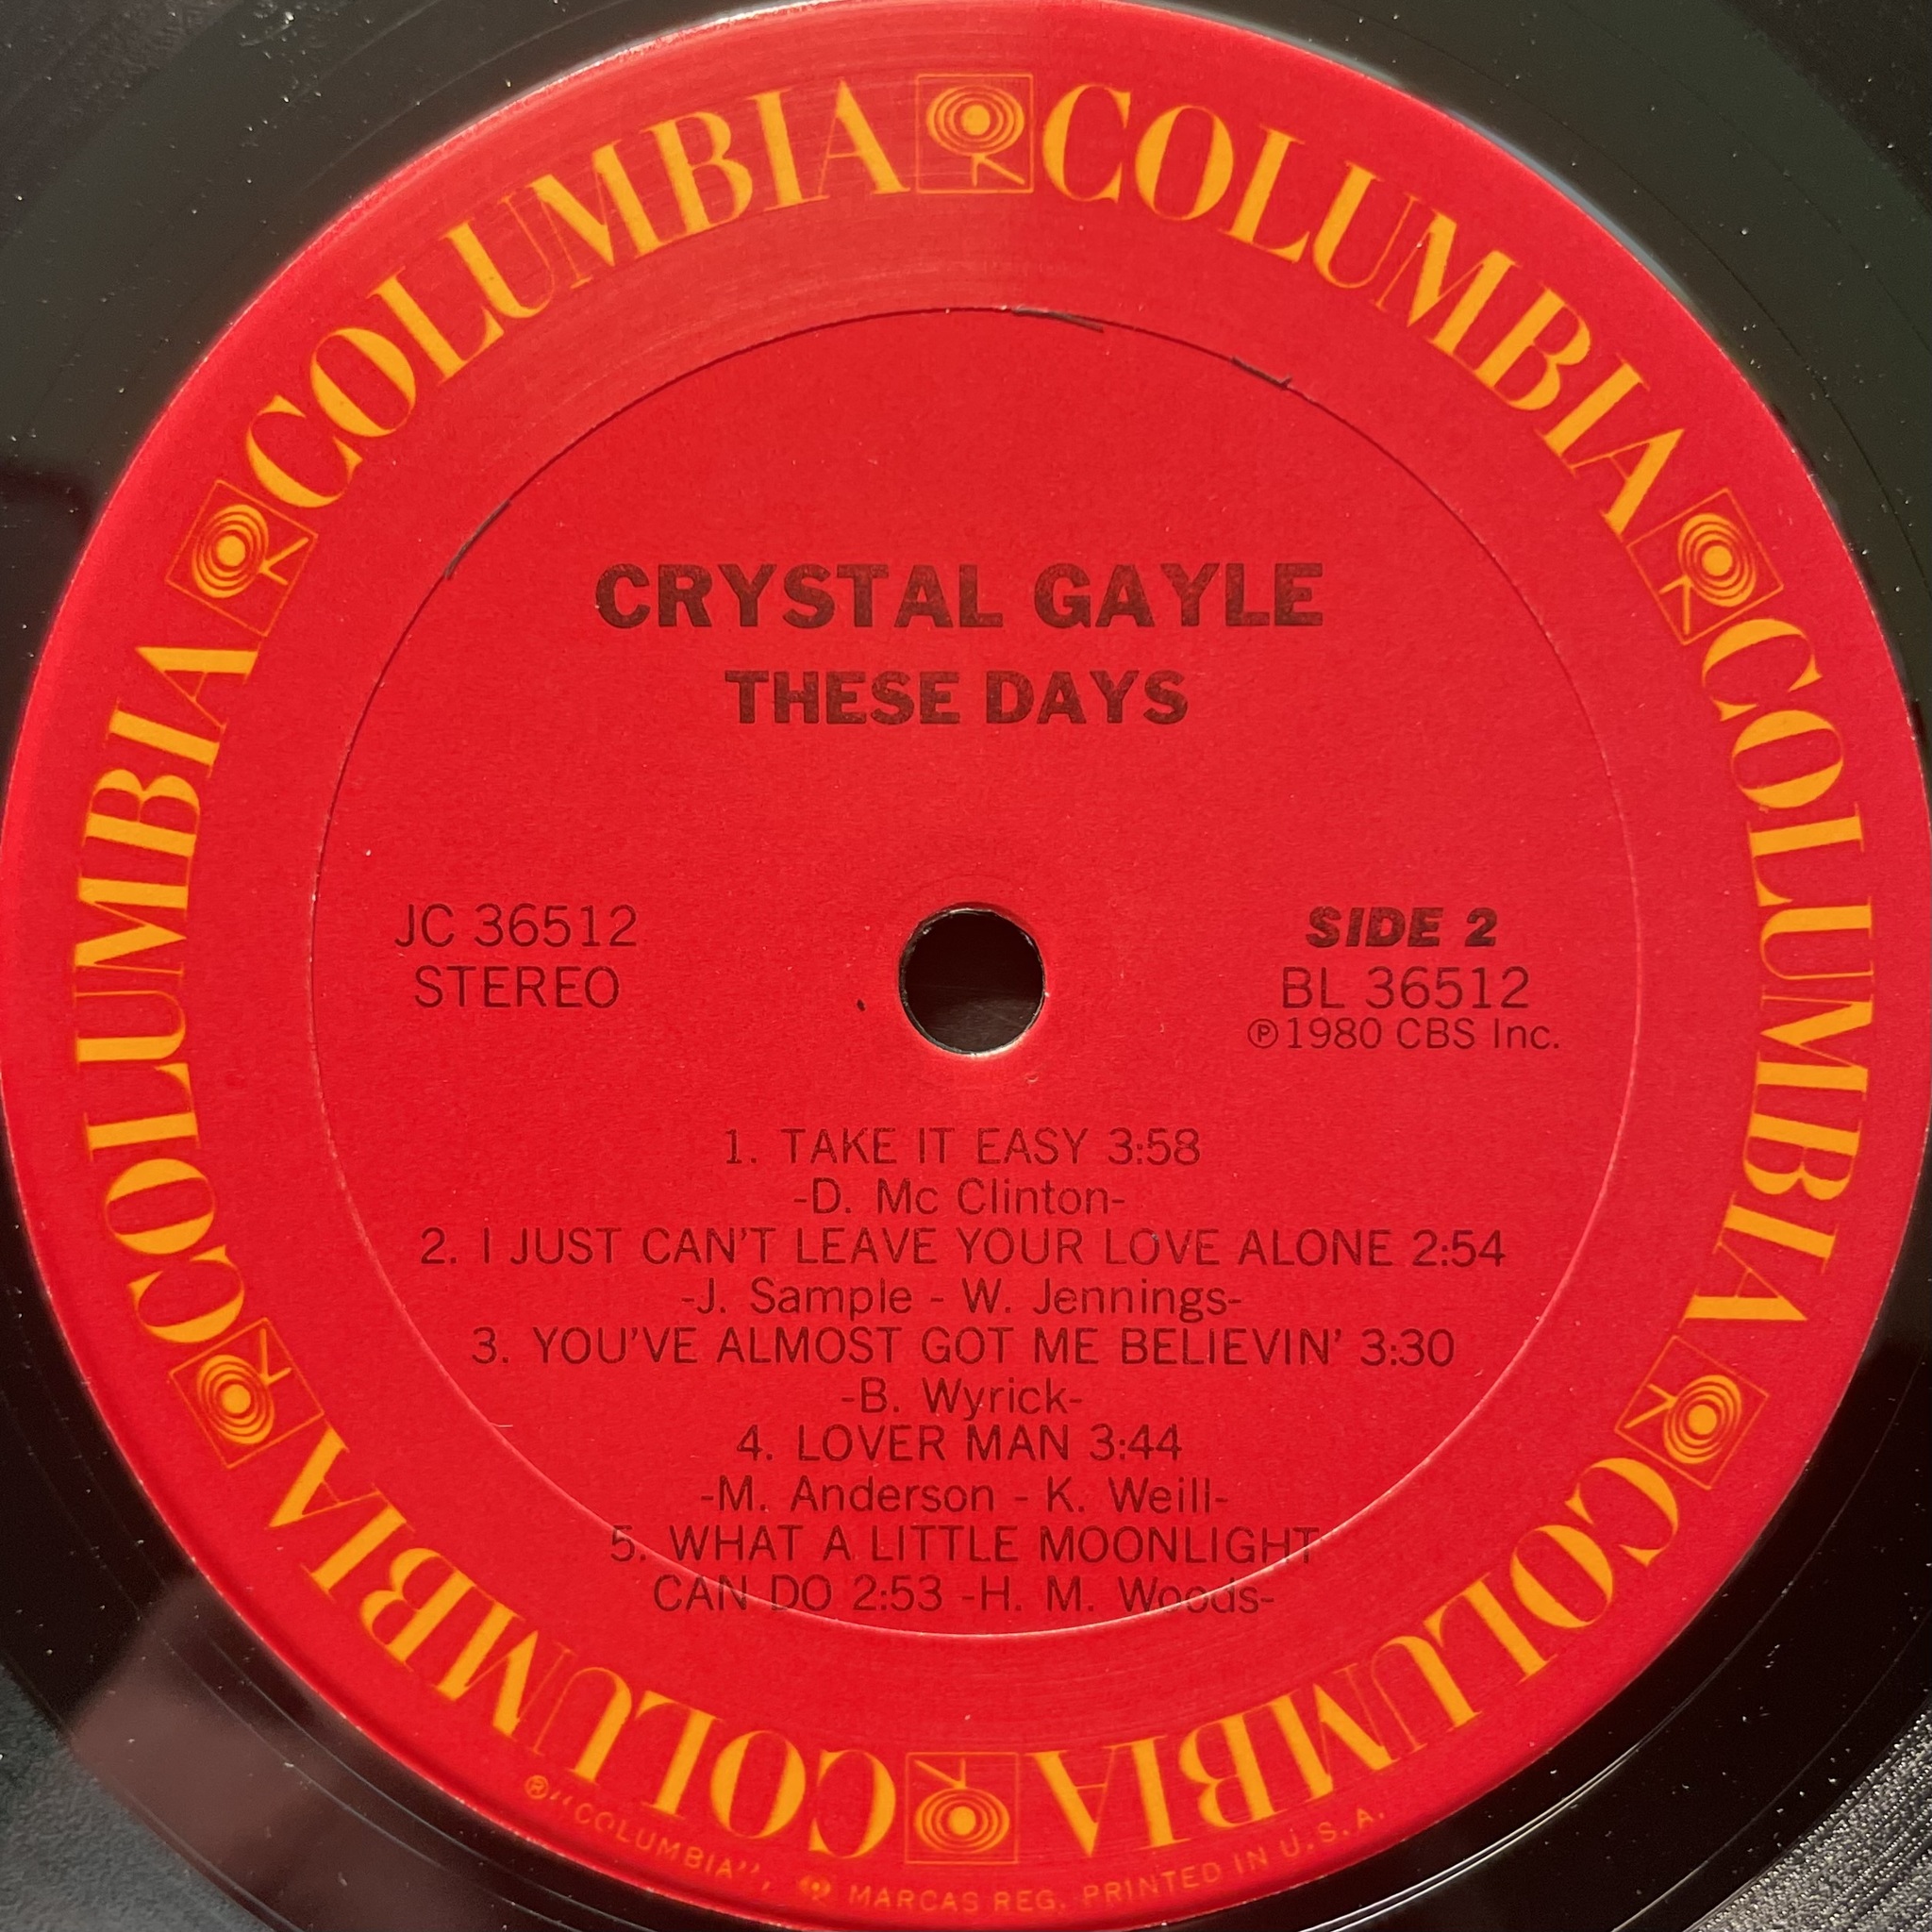 COLUMBIA COLUMBIA COLUMBIA COLUMBIA COLUMBIA COLUMBIA
CRYSTAL GAYLE
THESE DAYS
JC 36512
STEREO
SIDE 2
BL 36512
℗1980 CBS Inc.
1. TAKE IT EASY 3:58
-D. Mc Clinton-
2. I JUST CAN'T LEAVE YOUR LOVE ALONE 2:54
-J. Sample - W. Jennings-
3. YOU'VE ALMOST GOT ME BELIEVIN' 3:30
-B. Wyrick-
4. LOVER MAN 3:44
-M. Anderson - K. Weill-
5. WHAT A LITTLE MOONLIGHT
CAN DO 2:53 -H. M. Woods-
® "COLUMBIA", MARCAS REG. PRINTED IN U.S.A.